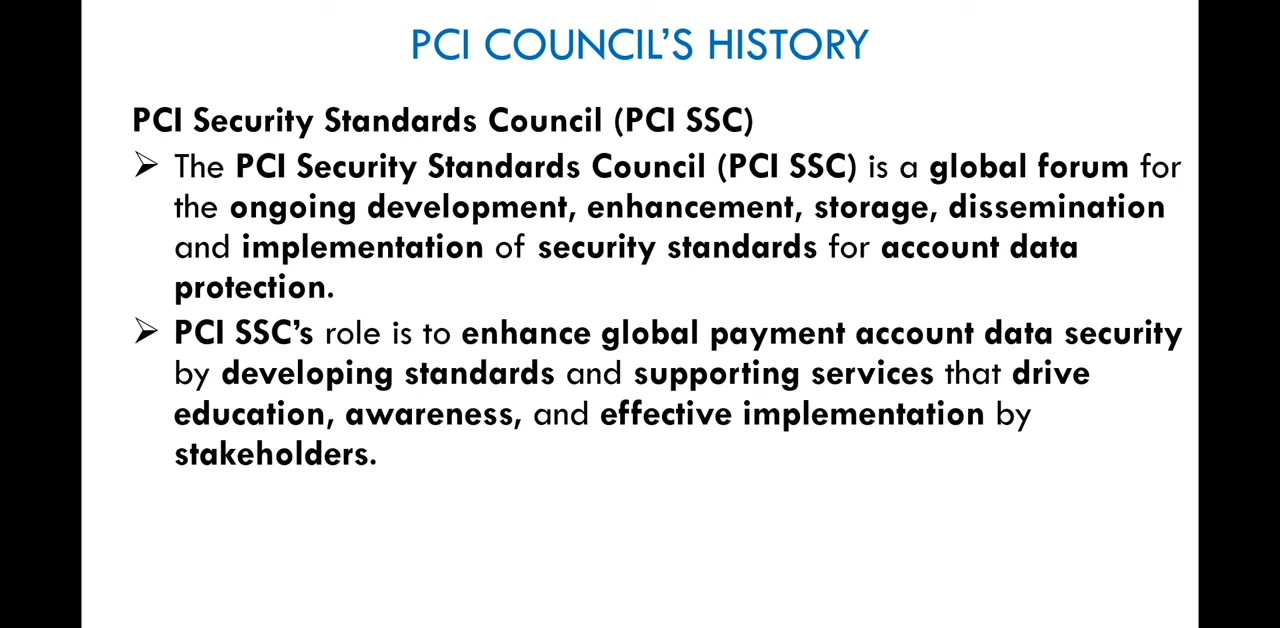 PCI COUNCIL’S HISTORY
PCI Security Standards Council (PCI SSC)
➢ The PCI Security Standards Council (PCI SSC) is a global forum for
the ongoing development, enhancement, storage, dissemination
and implementation of security standards for account data
protection.
➢ PCI SSC’s role is to enhance global payment account data security
by developing standards and supporting services that drive
education, awareness, and effective implementation by
stakeholders.